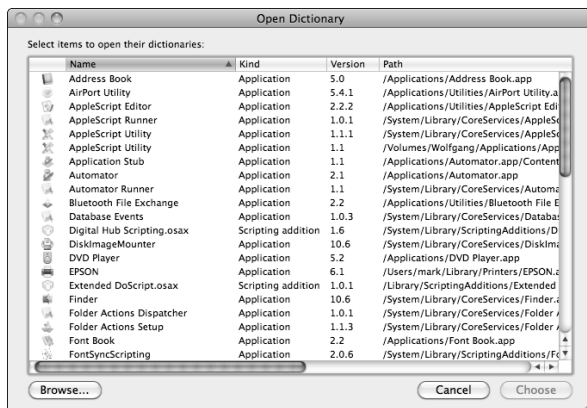 Open Dictionary
Select items to open their dictionaries:
Name Kind Version Path
Address Book Application 5.0 /Applications/Address Book.app
AirPort Utility Application 5.4.1 /Applications/Utilities/AirPort Utility.a
AppleScript Editor Application 2.2.2 /Applications/Utilities/AppleScript Edi
AppleScript Runner Application 1.0.1 /System/Library/CoreServices/AppleSc
AppleScript Utility Application 1.1.1 /System/Library/CoreServices/AppleSc
AppleScript Utility Application 1.1 /Volumes/Wolfgang/Applications/App
Application Stub Application 1.1 /Applications/Automator.app/Content
Automator Application 2.1 /Applications/Automator.app
Automator Runner Application 1.1 /System/Library/CoreServices/Automa
Bluetooth File Exchange Application 2.2 /Applications/Utilities/Bluetooth File E
Database Events Application 1.0.3 /System/Library/CoreServices/Databas
Digital Hub Scripting.osax Scripting addition 1.6 /System/Library/ScriptingAdditions/D
DiskImageMounter Application 10.6 /System/Library/CoreServices/DiskIma
DVD Player Application 5.2 /Applications/DVD Player.app
EPSON Application 6.1 /Users/mark/Library/Printers/EPSON.a
Extended DoScript.osax Scripting addition 1.0.1 /Library/ScriptingAdditions/Extended
Finder Application 10.6 /System/Library/CoreServices/Finder.a
Folder Actions Dispatcher Application 1.0.1 /System/Library/CoreServices/Folder A
Folder Actions Setup Application 1.1.3 /System/Library/CoreServices/Folder A
Font Book Application 2.2 /Applications/Font Book.app
FontSyncScripting Application 2.0.6 /System/Library/ScriptingAdditions/Fo
Browse... Cancel Choose